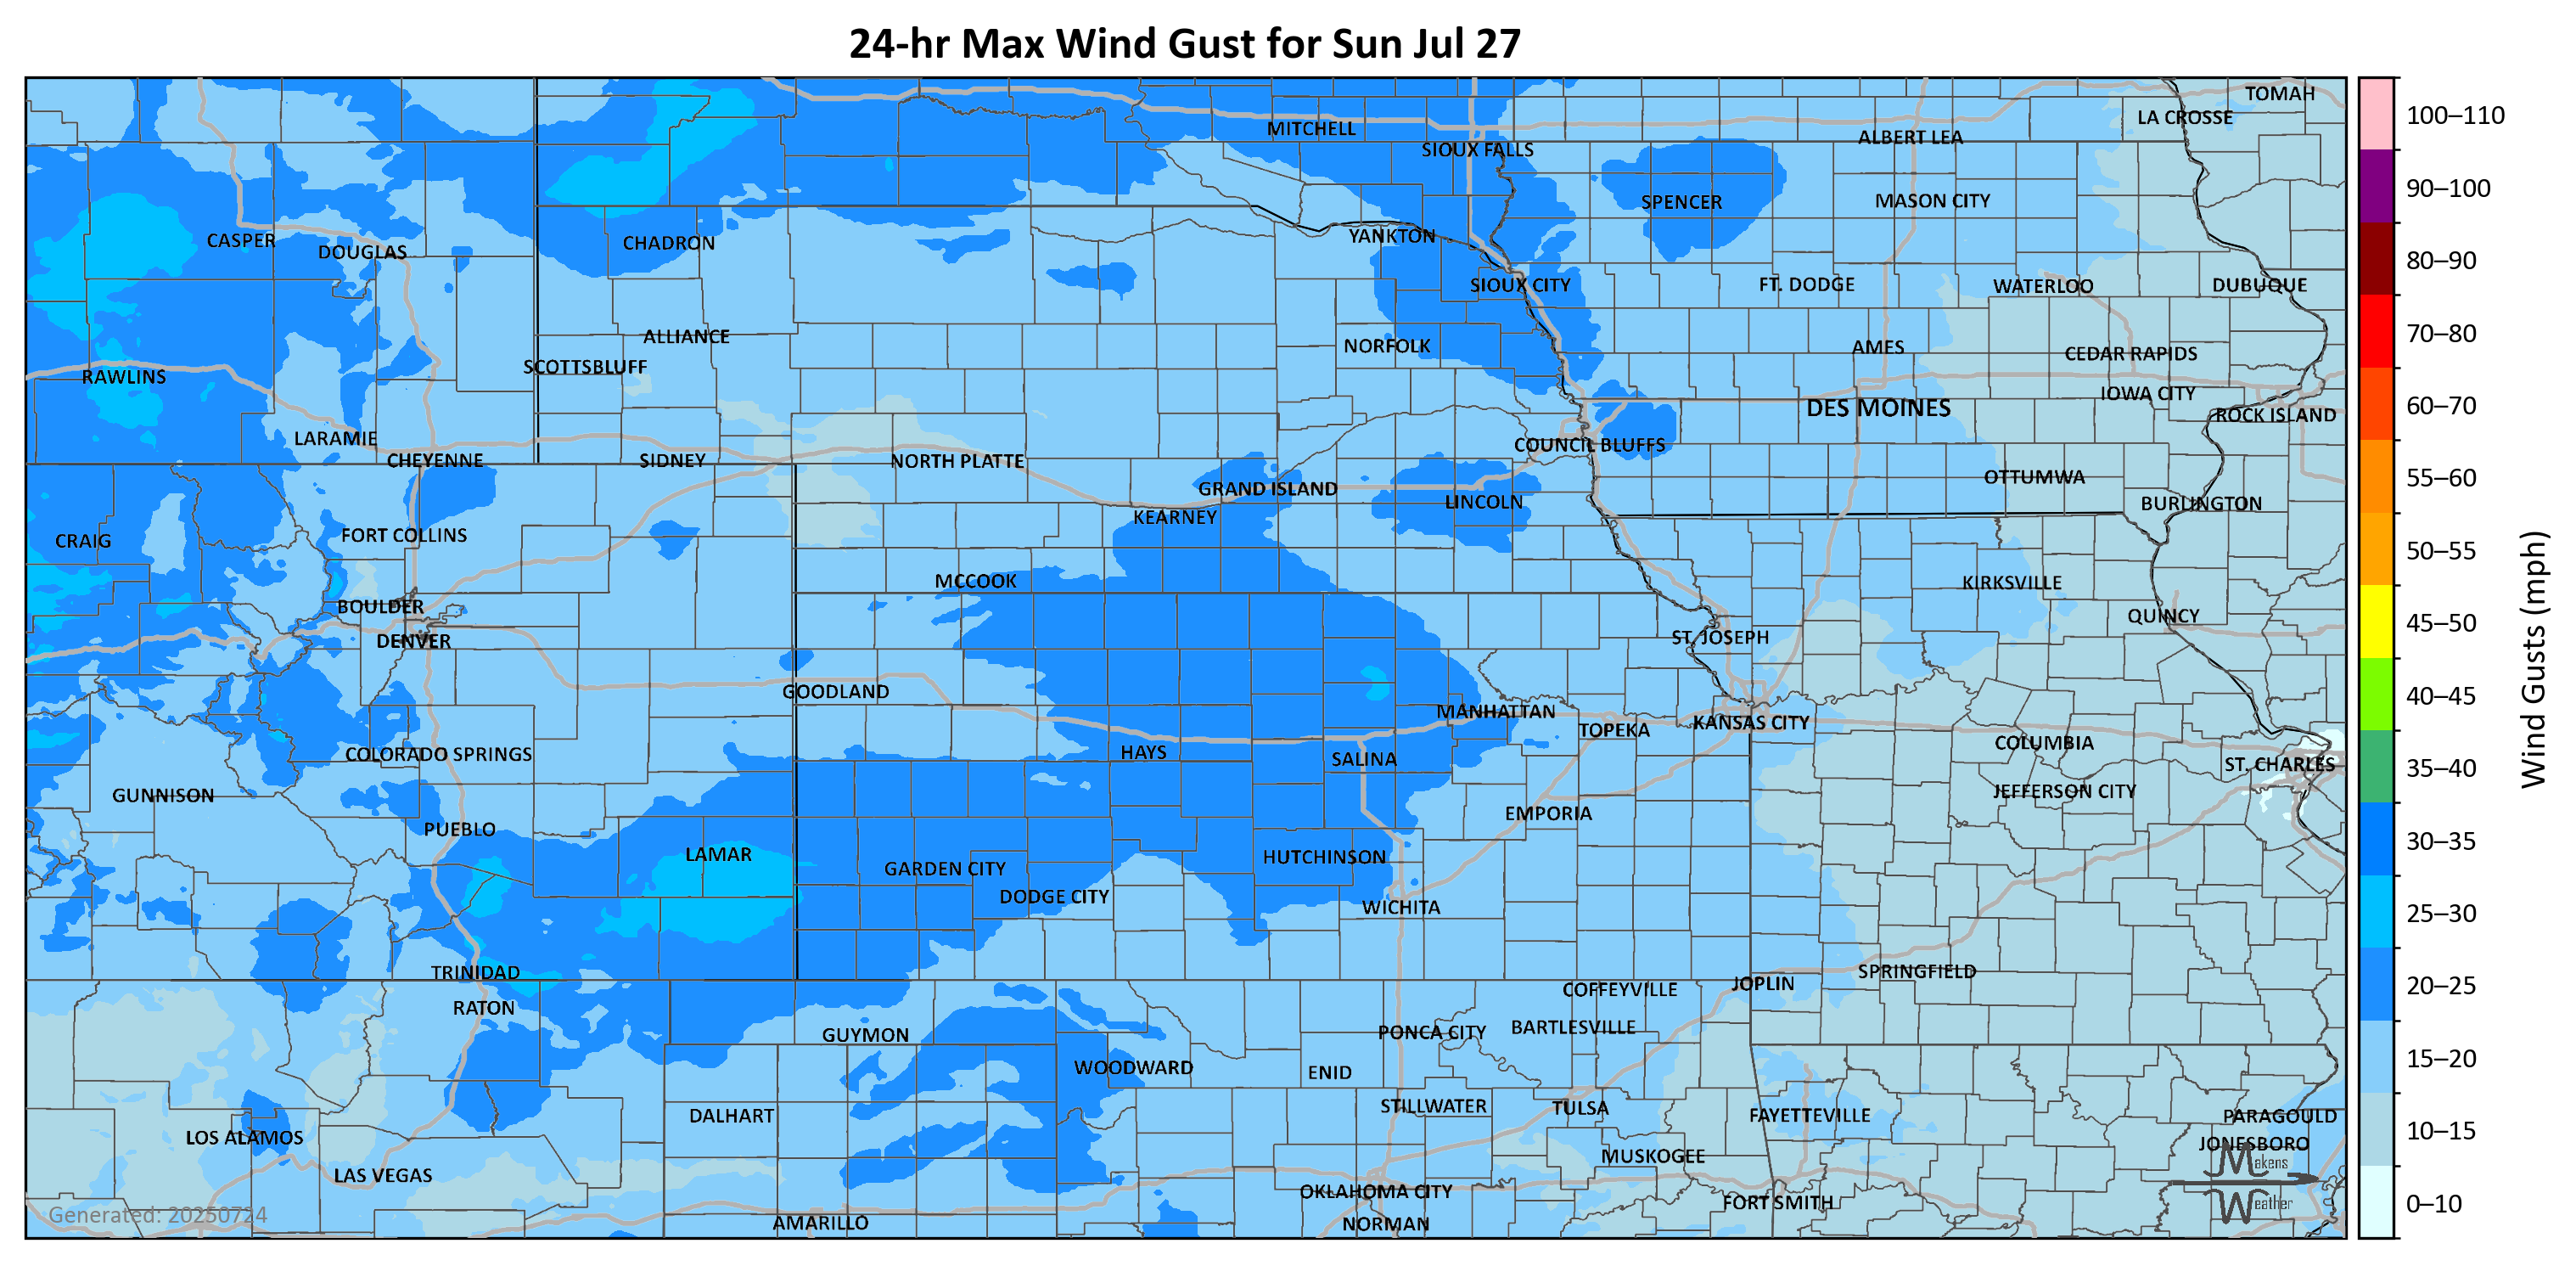 24-hr Max Wind Gust for Sun Jul 27
TOMAH
LA CROSSE
MITCHELL
ALBERT LEA
SIOUX FALLS
SPENCER
MASON CITY
CASPER
DOUGLAS
CHADRON
YANKTON
SIOUX CITY
FT. DODGE
WATERLOO
DUBUQUE
ALLIANCE
NORFOLK
AMES
CEDAR RAPIDS
SCOTTSBLUFF
RAWLINS
IOWA CITY
DES MOINES
ROCK ISLAND
LARAMIE
COUNCIL BLUFFS
CHEYENNE
SIDNEY
NORTH PLATTE
OTTUMWA
GRAND ISLAND
LINCOLN
BURLINGTON
KEARNEY
FORT COLLINS
CRAIG
MCCOOK
KIRKSVILLE
BOULDER
QUINCY
DENVER
ST. JOSEPH
GOODLAND
MANHATTAN
TOPEKA
KANSAS CITY
COLUMBIA
COLORADO SPRINGS
HAYS
SALINA
ST. CHARLES
GUNNISON
JEFFERSON CITY
EMPORIA
PUEBLO
LAMAR
HUTCHINSON
GARDEN CITY
DODGE CITY
WICHITA
TRINIDAD
SPRINGFIELD
JOPLIN
COFFEYVILLE
RATON
GUYMON
PONCA CITY
BARTLESVILLE
WOODWARD
ENID
DALHART
STILLWATER
TULSA
FAYETTEVILLE
PARAGOULD
LOS ALAMOS
JONESBORO
MUSKOGEE
LAS VEGAS
OKLAHOMA CITY
FORT SMITH
AMARILLO
NORMAN
Generated: 20250724
Makens
Weather
100–110
90–100
80–90
70–80
60–70
55–60
50–55
45–50
40–45
35–40
30–35
25–30
20–25
15–20
10–15
0–10
Wind Gusts (mph)